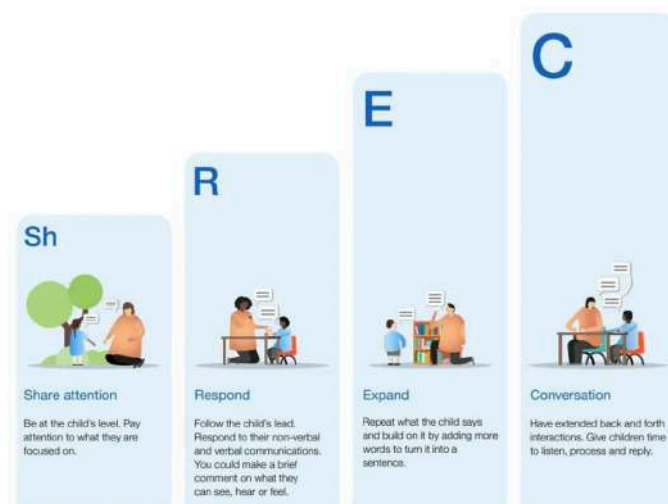 Sh
Share attention
Be at the child's level. Pay
attention to what they are
focused on.
R
Respond
Follow the child's lead.
Respond to their non-verbal
and verbal communications.
You could make a brief
comment on what they
can see, hear or feel.
E
Expand
Repeat what the child says
and build on it by adding more
words to turn it into a
sentence.
C
Conversation
Have extended back and forth
interactions. Give children time
to listen, process and reply.